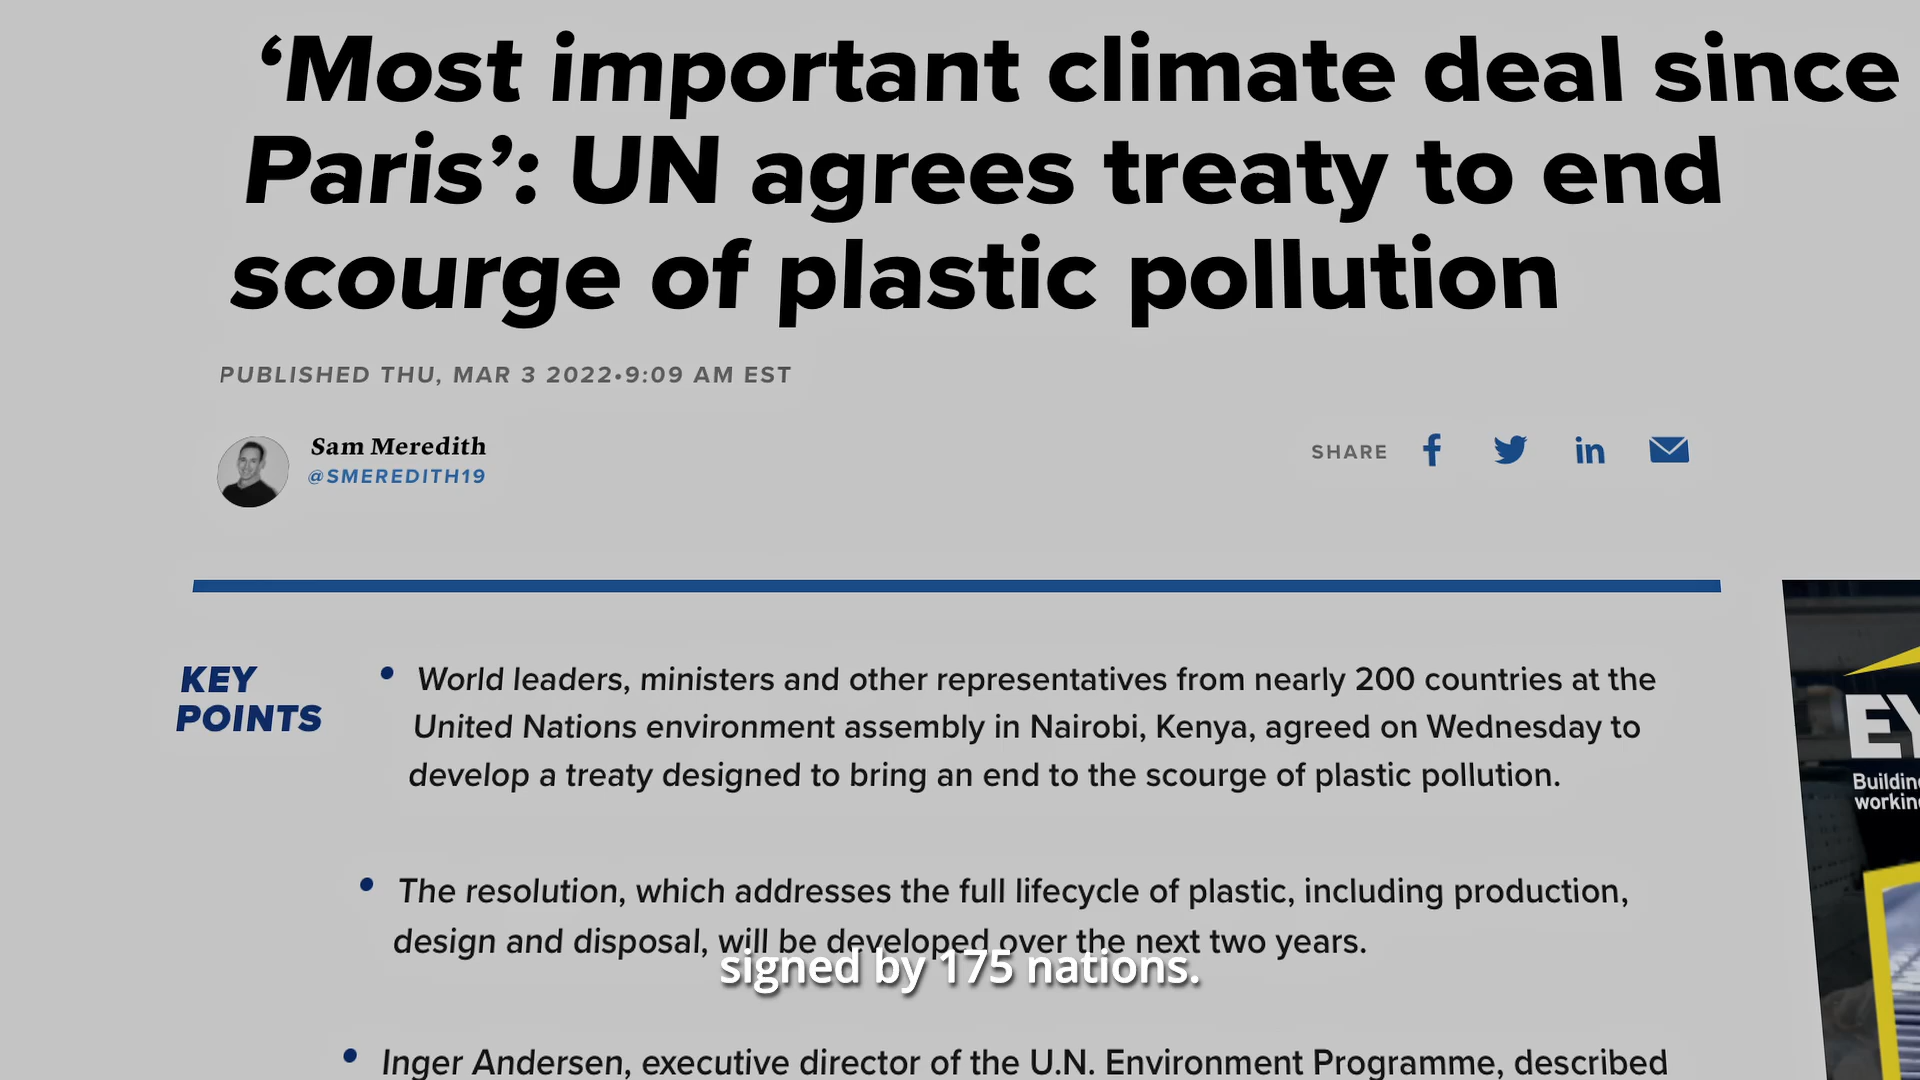 ‘Most important climate deal since
Paris’: UN agrees treaty to end
scourge of plastic pollution
PUBLISHED THU, MAR 3 2022•9:09 AM EST
Sam Meredith
@SMEREDITH19
SHARE
KEY
POINTS
• World leaders, ministers and other representatives from nearly 200 countries at the
United Nations environment assembly in Nairobi, Kenya, agreed on Wednesday to
develop a treaty designed to bring an end to the scourge of plastic pollution.
• The resolution, which addresses the full lifecycle of plastic, including production,
design and disposal, will be developed over the next two years.
signed by 175 nations.
• Inger Andersen, executive director of the U.N. Environment Programme, described
EY